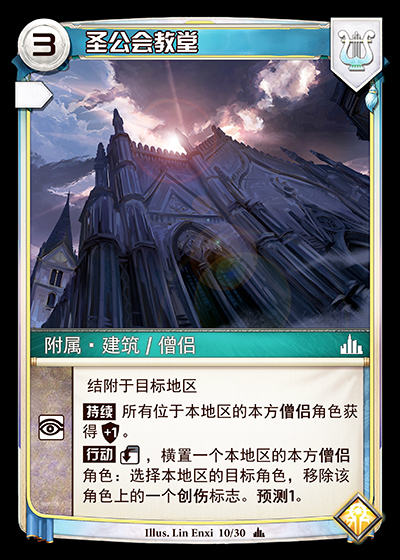 3
圣公会教堂
附属·建筑 / 僧侣
结附于目标地区
持续 所有位于本地区的本方僧侣角色获
得 +1 。
行动 ,横置一个本地区的本方僧侣
角色:选择本地区的目标角色,移除该
角色上的一个创伤标志。预测1。
Illus. Lin Enxi 10/30